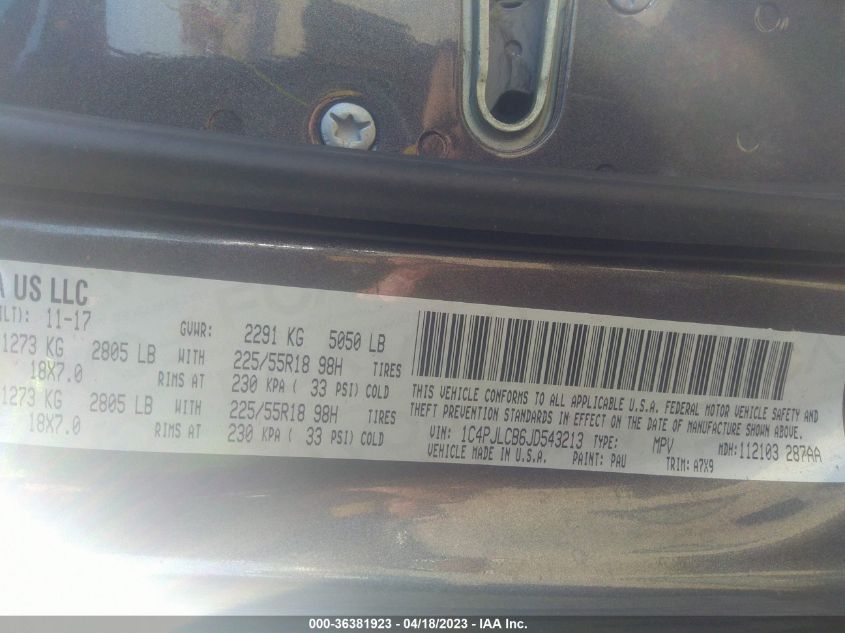 A US LLC
MLT): 11-17
GVWR: 2291 KG 5050 LB
1273 KG 2805 LB WITH 225/55R18 98H TIRES
18X7.0 RIMS AT 230 KPA ( 33 PSI) COLD
1273 KG 2805 LB WITH 225/55R18 98H TIRES
18X7.0 RIMS AT 230 KPA ( 33 PSI) COLD
THIS VEHICLE CONFORMS TO ALL APPLICABLE U.S.A. FEDERAL MOTOR VEHICLE SAFETY AND
THEFT PREVENTION STANDARDS IN EFFECT ON THE DATE OF MANUFACTURE SHOWN ABOVE.
VIN: 1C4PJLCB6JD543213 TYPE: MPV MDH: 112103 287AA
VEHICLE MADE IN U.S.A. PAINT: PAU TRIM: A7X9
000-36381923 - 04/18/2023 - IAA Inc.